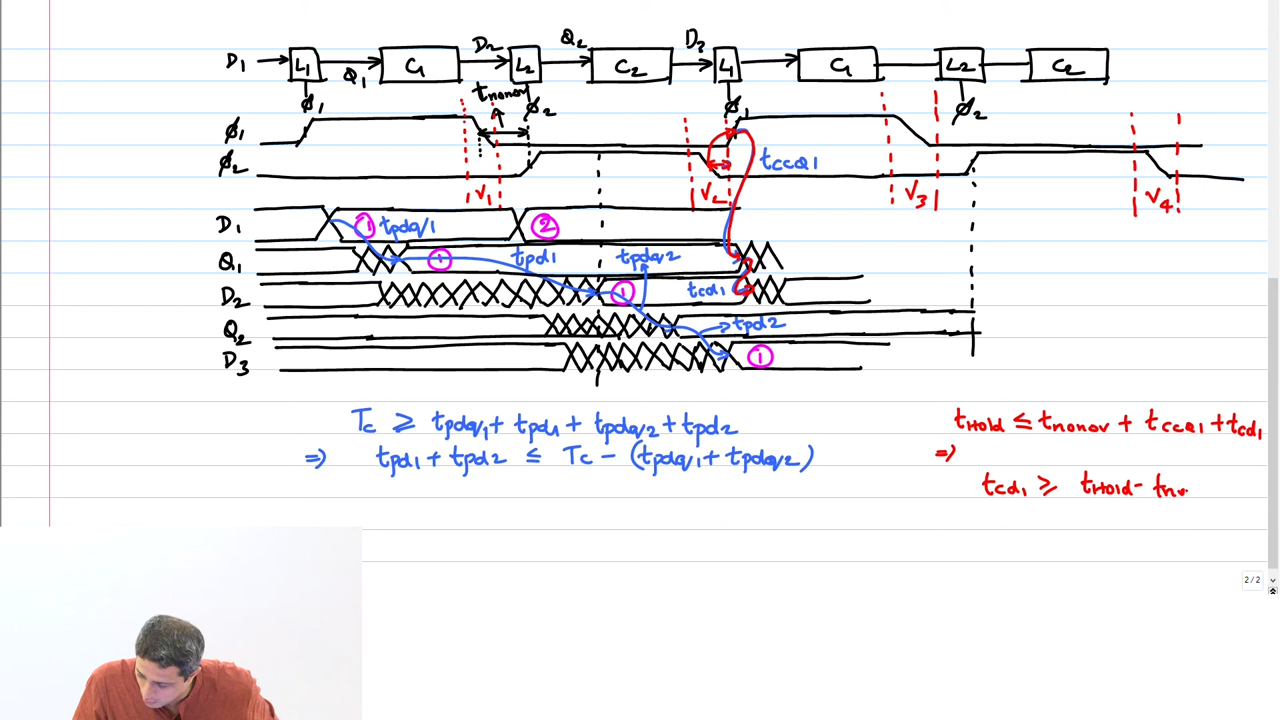 D1 L1 Q1 C1 D2 L2 Q2 C2 D3 L1 C1 L2 C2
ϕ1 tnonov ϕ2 ϕ1 ϕ2
ϕ1
ϕ2 tccq1
V1 V2 V3 V4
D1 ① tpdq1 ②
Q1 ① tpd1 tpdq2
D2 ① tcd1
Q2 tpd2
D3 ①
Tc ≥ tpdq1 + tpd1 + tpdq2 + tpd2
⇒ tpd1 + tpd2 ≤ Tc - (tpdq1 + tpdq2)
tHold ≤ tnonov + tccq1 + tcd1
⇒
tcd1 ≥ tHold - tno
2/2